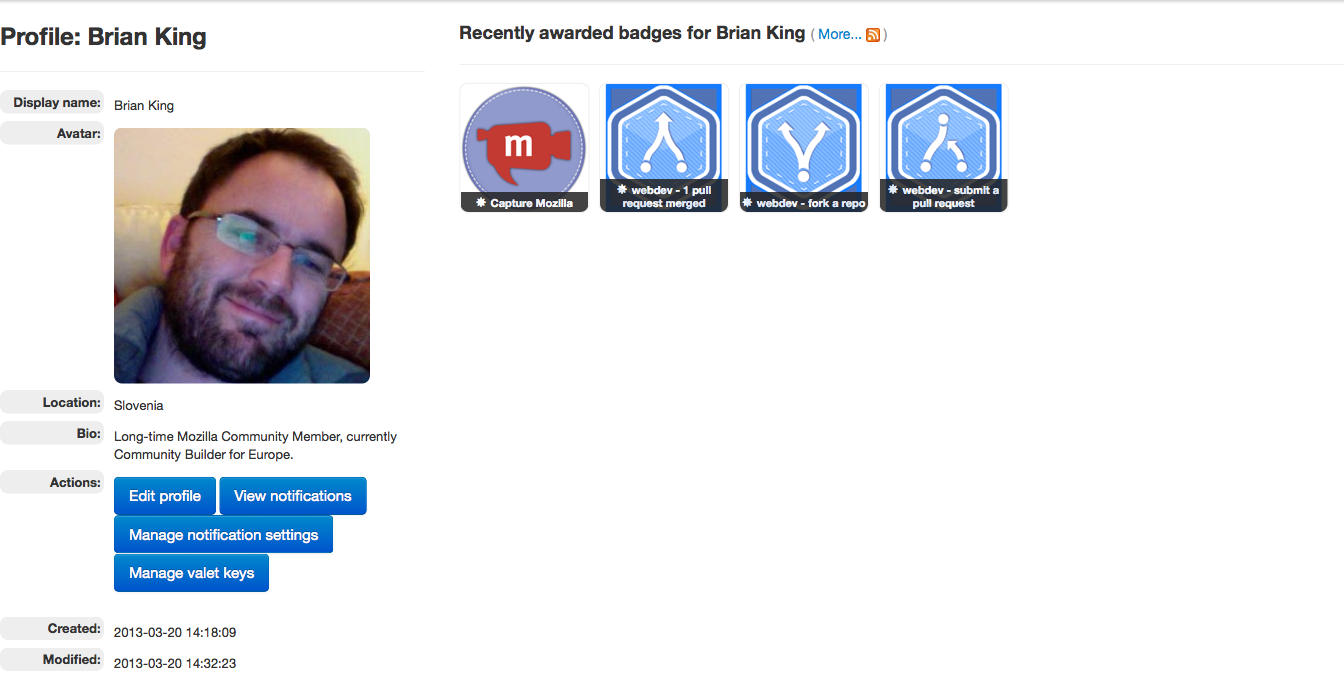 Profile: Brian King
Display name: Brian King
Avatar:
Location: Slovenia
Bio: Long-time Mozilla Community Member, currently
Community Builder for Europe.
Actions: Edit profile View notifications
Manage notification settings
Manage valet keys
Created: 2013-03-20 14:18:09
Modified: 2013-03-20 14:32:23
Recently awarded badges for Brian King ( More... )
m
Capture Mozilla
webdev - 1 pull
request merged
webdev - fork a repo
webdev - submit a
pull request